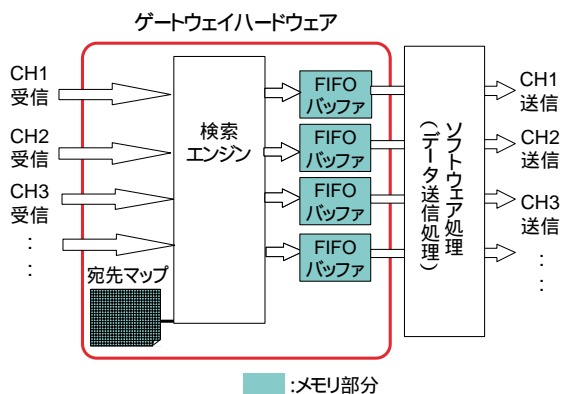 ゲートウェイハードウェア
CH1
受信
CH2
受信
CH3
受信
:
:
宛先マップ
検索
エンジン
FIFO
バッファ
FIFO
バッファ
FIFO
バッファ
FIFO
バッファ
ソフトウェア処理
(データ送信処理)
CH1
送信
CH2
送信
CH3
送信
:
:
:メモリ部分